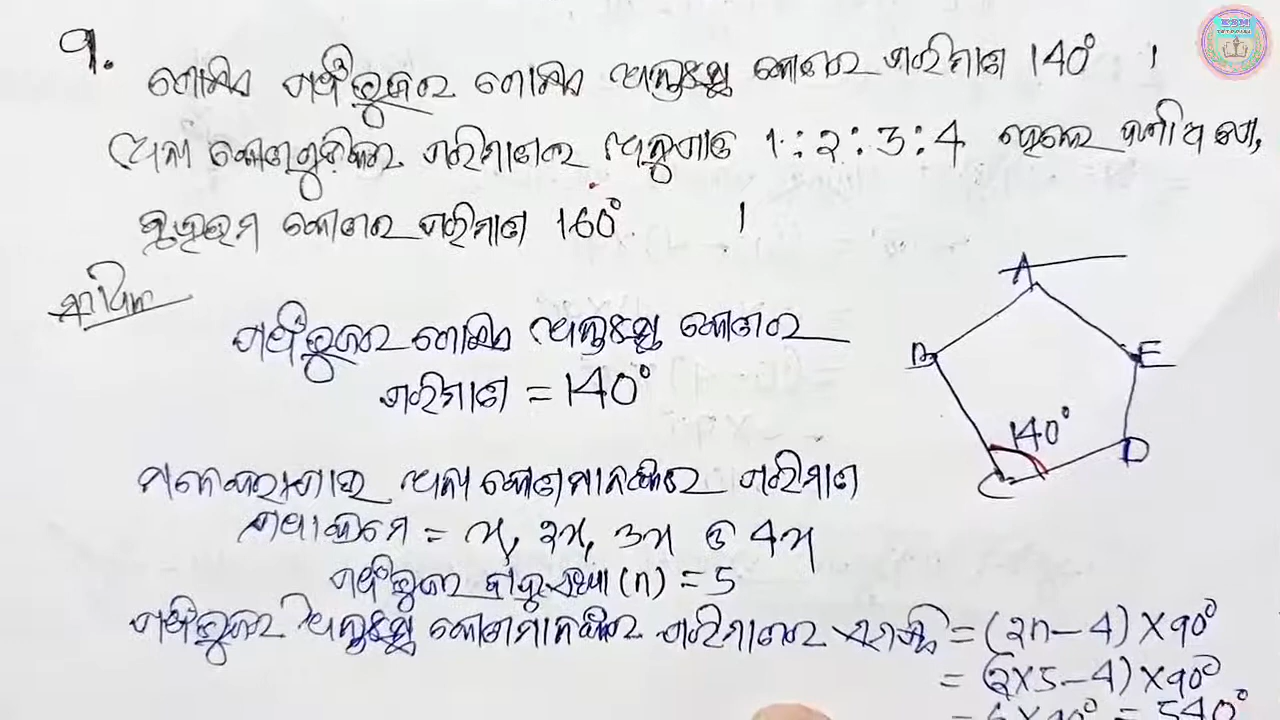 9. ଗୋଟିଏ ପଞ୍ଚଭୁଜର ଗୋଟିଏ ଅନ୍ତଃସ୍ଥ କୋଣର ପରିମାଣ 140° ।
ଅନ୍ୟ କୋଣଗୁଡ଼ିକର ପରିମାଣର ଅନୁପାତ 1:2:3:4 ହେଲେ ଦର୍ଶାଅ ଯେ,
ବୃହତ୍ତମ କୋଣର ପରିମାଣ 160° ।
ସମାଧାନ
ପଞ୍ଚଭୁଜର ଗୋଟିଏ ଅନ୍ତଃସ୍ଥ କୋଣର
ପରିମାଣ = 140°
A
B
E
140°
D
C
ମନେକରାଯାଉ ଅନ୍ୟ କୋଣମାନଙ୍କର ପରିମାଣ
ଯଥାକ୍ରମେ = x, 2x, 3x ଓ 4x
ପଞ୍ଚଭୁଜର ବାହୁସଂଖ୍ୟା (n) = 5
ପଞ୍ଚଭୁଜର ଅନ୍ତଃସ୍ଥ କୋଣମାନଙ୍କର ପରିମାଣର ସମଷ୍ଟି = (2n-4) X 90°
= (2X5-4) X 90°
= 6 X 90° = 540°